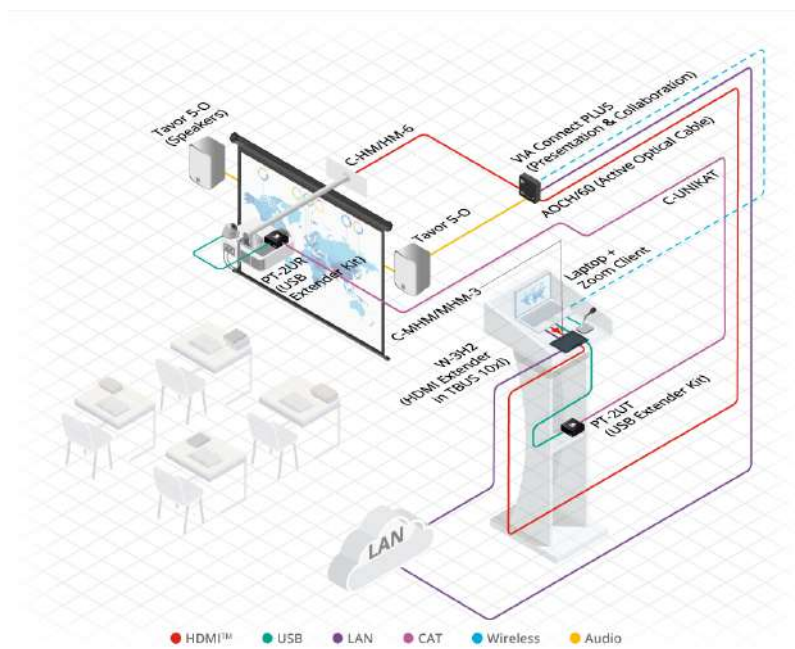 Tavor 5-O
(Speakers)
C-HM/HM-6
VIA Connect PLUS
(Presentation & Collaboration)
AOCH/60 (Active Optical Cable)
C-UNIKAT
Tavor 5-O
PT-2UR
(USB
Extender Kit)
C-MHM/MHM-3
Laptop +
Zoom Client
W-3H2
(HDMI Extender
in TBUS 10xl)
PT-2UT
(USB Extender Kit)
LAN
HDMI™
USB
LAN
CAT
Wireless
Audio